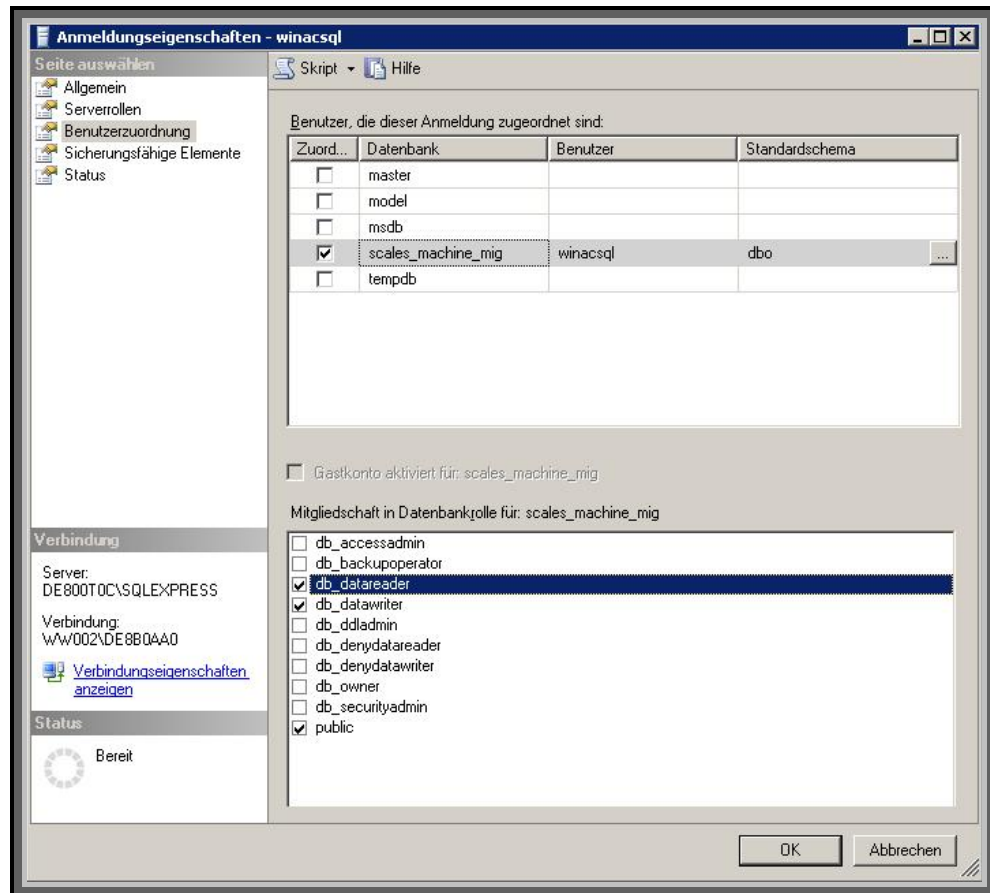 Anmeldungseigenschaften - winacsql
Seite auswählen
Allgemein
Serverrollen
Benutzerzuordnung
Sicherungsfähige Elemente
Status
Skript
Hilfe
Benutzer, die dieser Anmeldung zugeordnet sind:
Zuord... Datenbank Benutzer Standardschema
master
model
msdb
scales_machine_mig winacsql dbo ...
tempdb
Gastkonto aktiviert für: scales_machine_mig
Mitgliedschaft in Datenbankrolle für: scales_machine_mig
db_accessadmin
db_backupoperator
db_datareader
db_datawriter
db_ddladmin
db_denydatareader
db_denydatawriter
db_owner
db_securityadmin
public
Verbindung
Server:
DE800T0C\SQLEXPRESS
Verbindung:
WW002\DE8B0AA0
Verbindungseigenschaften
anzeigen
Status
Bereit
OK Abbrechen